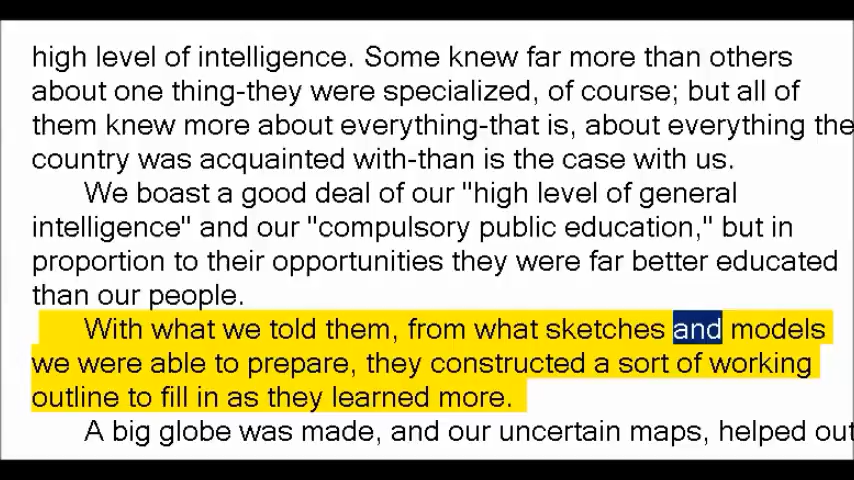 high level of intelligence. Some knew far more than others
about one thing-they were specialized, of course; but all of
them knew more about everything-that is, about everything the
country was acquainted with-than is the case with us.
We boast a good deal of our "high level of general
intelligence" and our "compulsory public education," but in
proportion to their opportunities they were far better educated
than our people.
With what we told them, from what sketches and models
we were able to prepare, they constructed a sort of working
outline to fill in as they learned more.
A big globe was made, and our uncertain maps, helped out